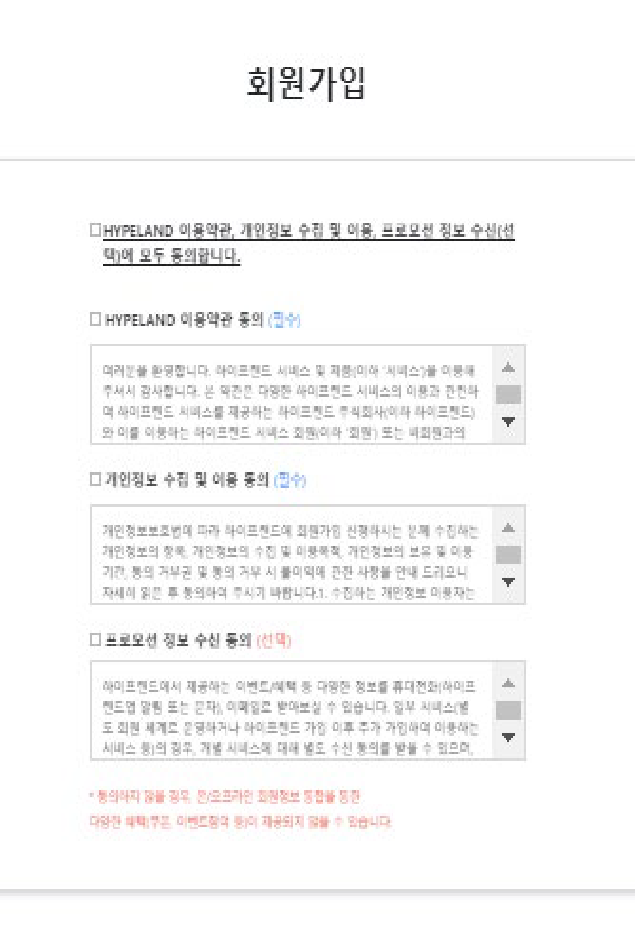 회원가입
HYPELAND 이용약관, 개인정보 수집 및 이용, 프로모션 정보 수신(선
택)에 모두 동의합니다.
HYPELAND 이용약관 동의 (필수)
여러분을 환영합니다. 하이프랜드 서비스 및 제품(이하 '서비스')을 이용해
주셔서 감사합니다. 본 약관은 다양한 하이프랜드 서비스의 이용과 관련하
여 하이프랜드 서비스를 제공하는 하이프랜드 주식회사(이하 하이프랜드)
와 이를 이용하는 하이프랜드 서비스 회원(이하 '회원') 또는 비회원과의
개인정보 수집 및 이용 동의 (필수)
개인정보보호법에 따라 하이프랜드에 회원가입 신청하시는 분께 수집하는
개인정보의 항목, 개인정보의 수집 및 이용목적, 개인정보의 보유 및 이용
기간, 동의 거부권 및 동의 거부 시 불이익에 관한 사항을 안내 드리오니
자세히 읽은 후 동의하여 주시기 바랍니다.1. 수집하는 개인정보 이용자는
프로모션 정보 수신 동의 (선택)
하이프랜드에서 제공하는 이벤트/혜택 등 다양한 정보를 휴대전화(하이프
랜드앱 알림 또는 문자), 이메일로 받아보실 수 있습니다. 일부 서비스(별
도 회원 체계로 운영하거나 하이프랜드 가입 이후 추가 가입하여 이용하는
서비스 등)의 경우, 개별 서비스에 대해 별도 수신 동의를 받을 수 있으며,
* 동의하지 않을 경우, 온/오프라인 회원정보 통합을 통한
다양한 혜택(쿠폰, 이벤트참여 등)이 제공되지 않을 수 있습니다.